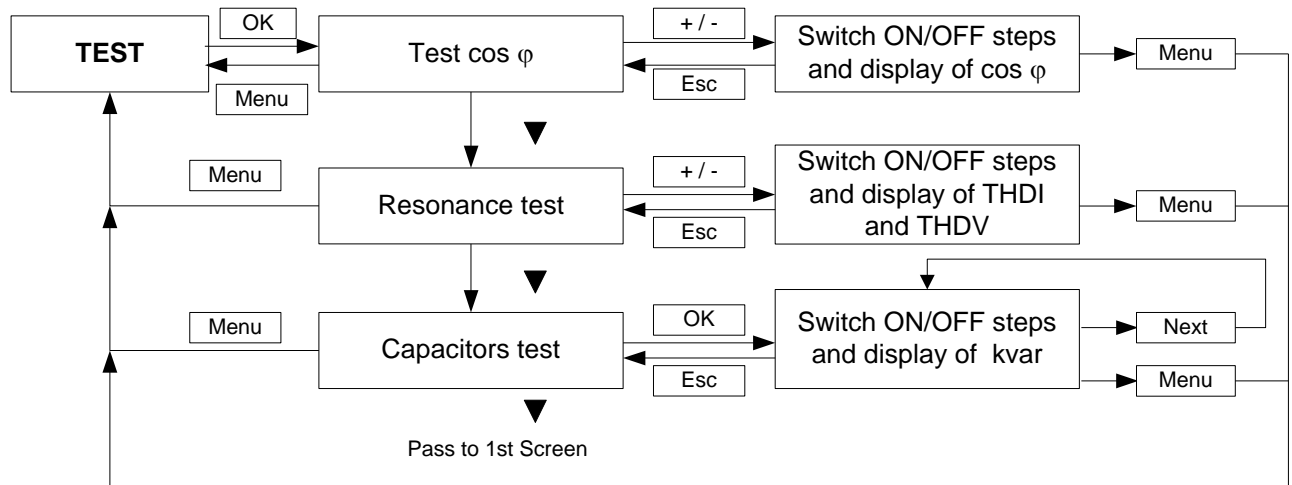 TEST
OK
Menu
Test cos φ
+ / -
Esc
Switch ON/OFF steps
and display of cos φ
Menu
Menu
Resonance test
+ / -
Esc
Switch ON/OFF steps
and display of THDI
and THDV
Menu
Menu
Capacitors test
OK
Esc
Switch ON/OFF steps
and display of kvar
Next
Menu
Pass to 1st Screen